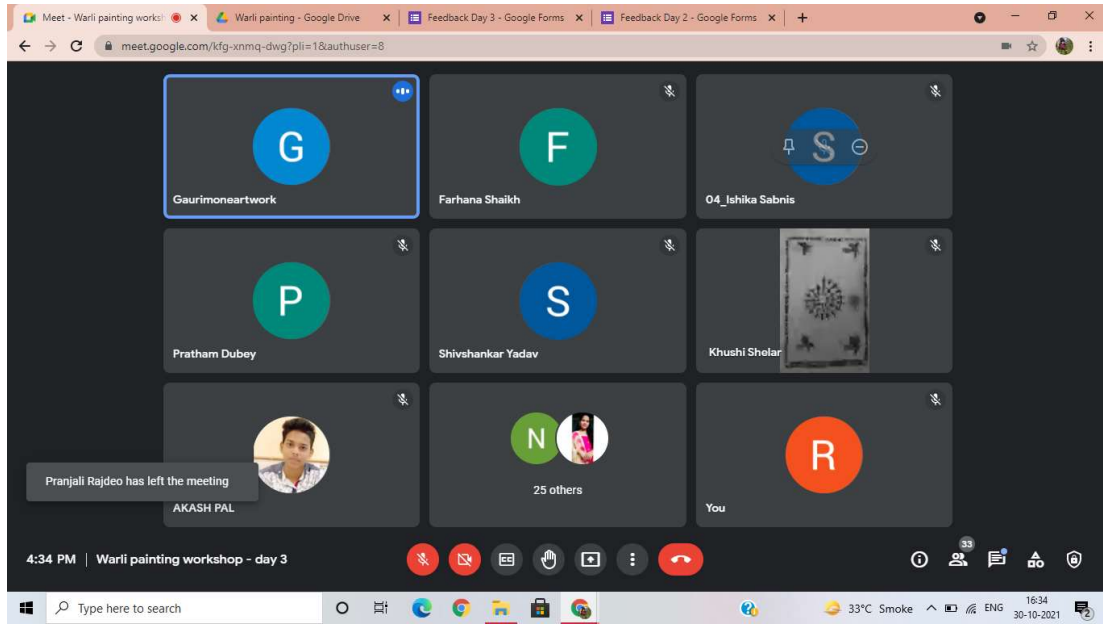 Meet - Warli painting worksh
Warli painting - Google Drive
Feedback Day 3 - Google Forms
Feedback Day 2 - Google Forms
meet.google.com/kfg-xnmq-dwg?pli=1&authuser=8
G
Gaurimoneartwork
F
Farhana Shaikh
S
04_Ishika Sabnis
P
Pratham Dubey
S
Shivshankar Yadav
Khushi Shelar
AKASH PAL
N
25 others
R
You
Pranjali Rajdeo has left the meeting
4:34 PM | Warli painting workshop - day 3
CC
33
Type here to search
33°C Smoke
ENG
16:34
30-10-2021
2